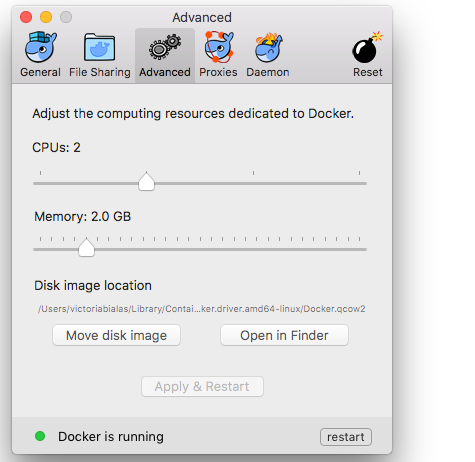 Advanced
General File Sharing Advanced Proxies Daemon Reset
Adjust the computing resources dedicated to Docker.
CPUs: 2
Memory: 2.0 GB
Disk image location
/Users/victoriabialas/Library/Contai...ker.driver.amd64-linux/Docker.qcow2
Move disk image Open in Finder
Apply & Restart
Docker is running restart